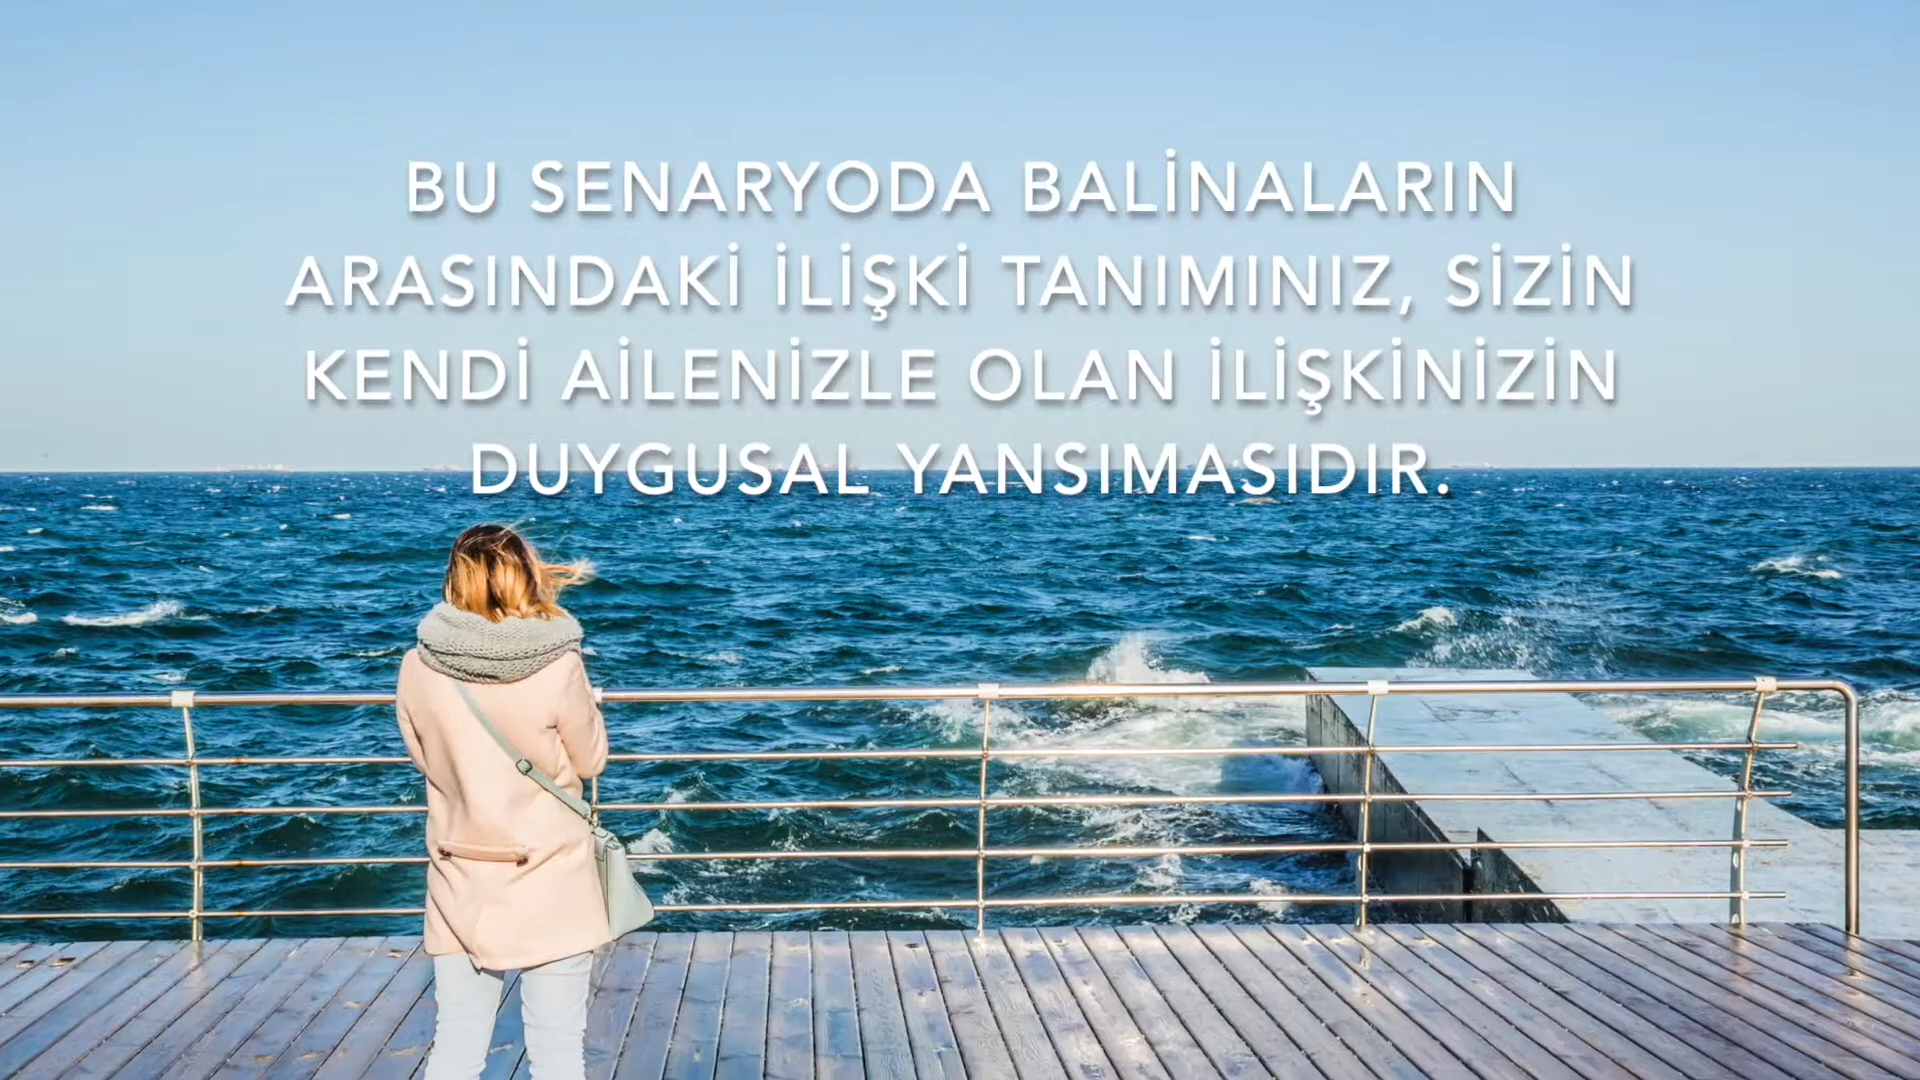 BU SENARYODA BALİNALARIN
ARASINDAKİ İLİŞKİ TANIMINIZ, SİZİN
KENDİ AİLENİZLE OLAN İLİŞKİNİZİN
DUYGUSAL YANSIMASIDIR.